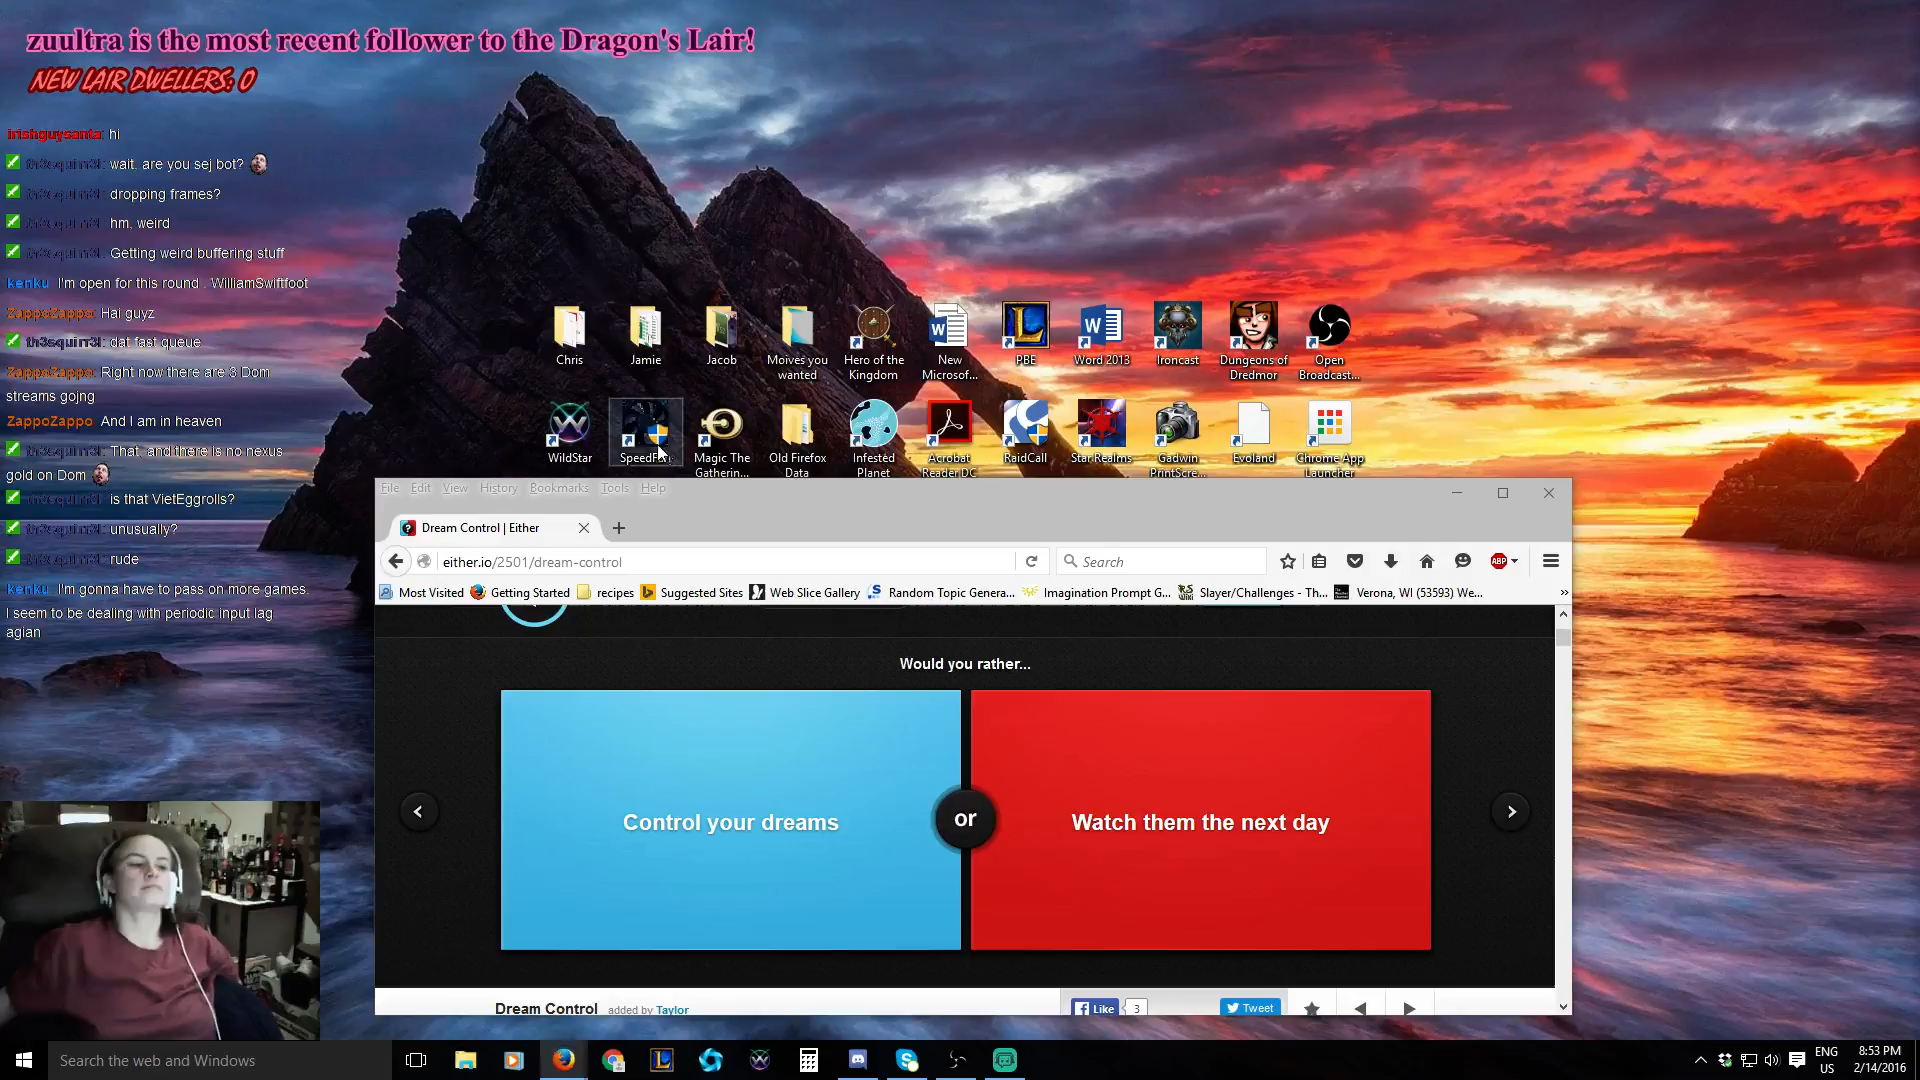 zuultra is the most recent follower to the Dragon's Lair!
NEW LAIR DWELLERS: 0
irishguysanta: hi
th3squirr3l: wait. are you sej bot?
th3squirr3l: dropping frames?
th3squirr3l: hm, weird
th3squirr3l: Getting weird buffering stuff
kenku I'm open for this round . WilliamSwiftfoot
ZappoZappo: Hai guyz
th3squirr3l: dat fast queue
ZappoZappo: Right now there are 3 Dom
streams gojng
ZappoZappo: And I am in heaven
th3squirr3l: That, and there is no nexus
gold on Dom
th3squirr3l: is that VietEggrolls?
th3squirr3l: unusually?
th3squirr3l: rude
kenku I'm gonna have to pass on more games.
I seem to be dealing with periodic input lag
agian
Chris
Jamie
Jacob
Moives you
wanted
Hero of the
Kingdom
New
Microsof...
PBE
Word 2013
Ironcast
Dungeons of
Dredmor
Open
Broadcast...
WildStar
Magic The
Gatherin...
Old Firefox
Data
Infested
Planet
Acrobat
Reader DC
RaidCall
Star Realms
Gadwin
PrintScre...
Evoland
Chrome App
Launcher
File Edit View History Bookmarks Tools Help
Dream Control | Either
either.io/2501/dream-control
Search
ABP
Most Visited Getting Started recipes Suggested Sites Web Slice Gallery Random Topic Genera... Imagination Prompt G... Slayer/Challenges - Th... Verona, WI (53593) We... »
Would you rather...
Control your dreams
or
Watch them the next day
Dream Control added by Taylor
Like 3
Tweet
Search the web and Windows
ENG
US
8:53 PM
2/14/2016